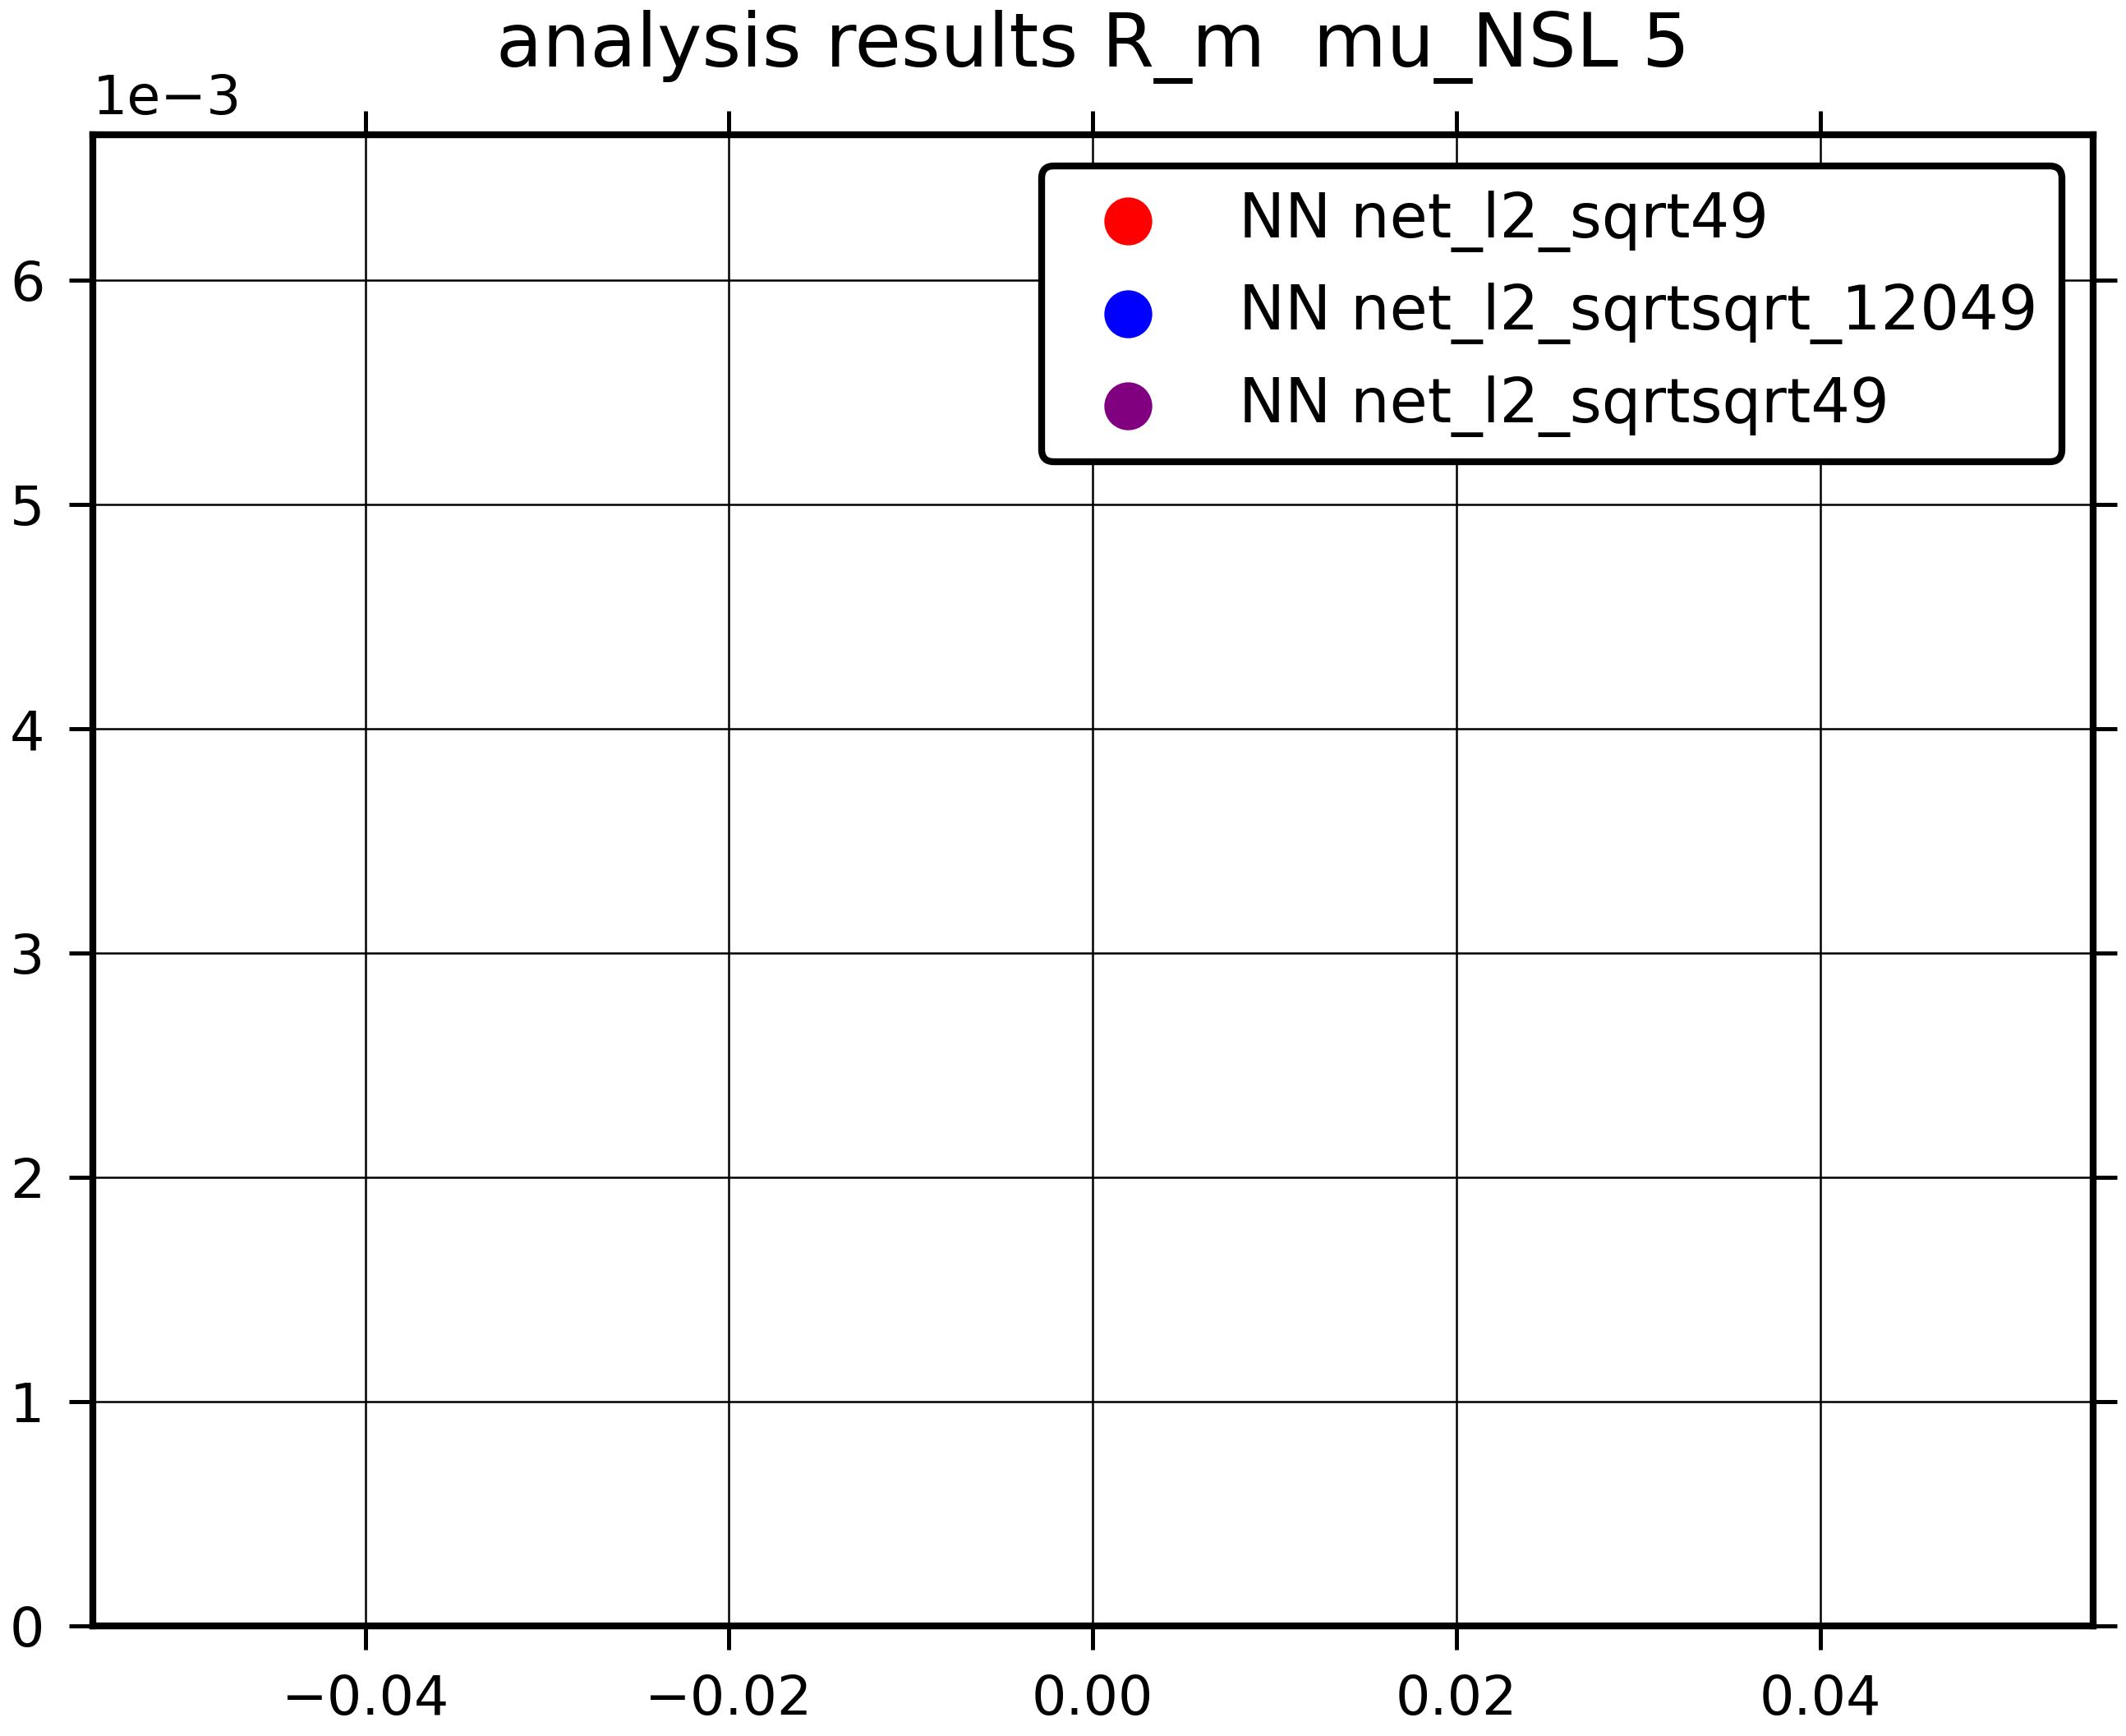 analysis results R_m  mu_NSL 5
1e−3
NN net_l2_sqrt49
NN net_l2_sqrtsqrt_12049
NN net_l2_sqrtsqrt49
6
5
4
3
2
1
0
−0.04 −0.02 0.00 0.02 0.04